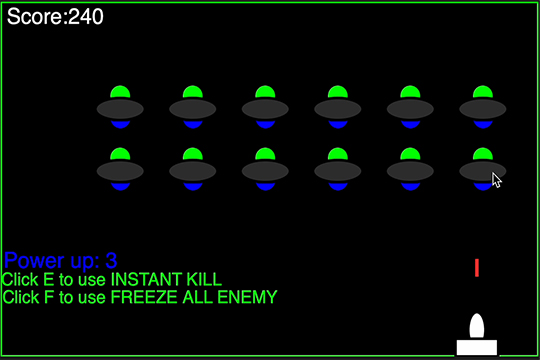 Score:240
Power up: 3
Click E to use INSTANT KILL
Click F to use FREEZE ALL ENEMY